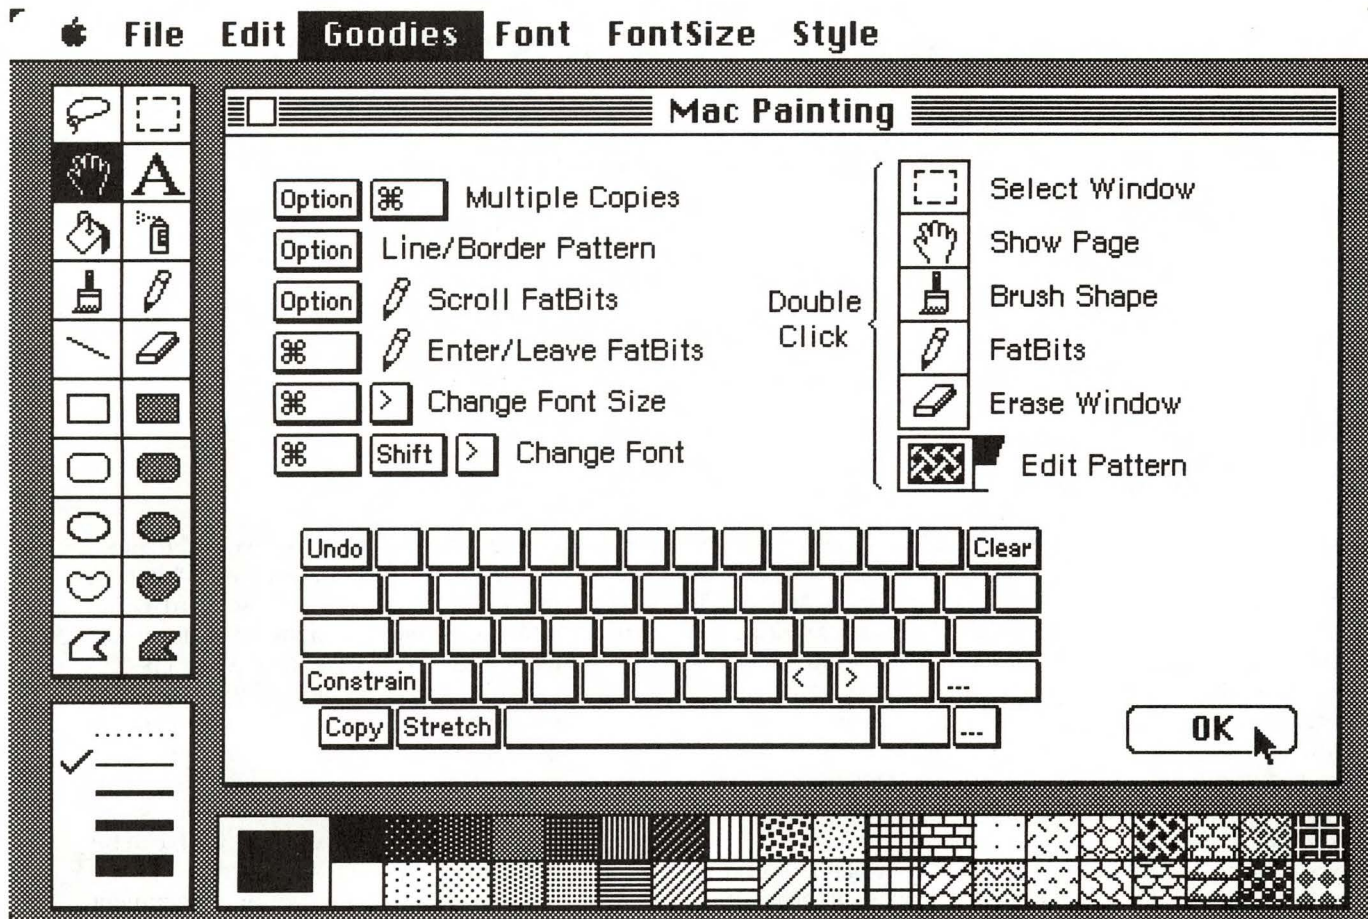 File Edit Goodies Font FontSize Style
Mac Painting
Option ⌘ Multiple Copies
Option Line/Border Pattern
Option Scroll FatBits
⌘ Enter/Leave FatBits
⌘ > Change Font Size
⌘ Shift > Change Font
Double
Click
Select Window
Show Page
Brush Shape
FatBits
Erase Window
Edit Pattern
A
Undo Clear
Constrain < > ...
Copy Stretch ...
OK